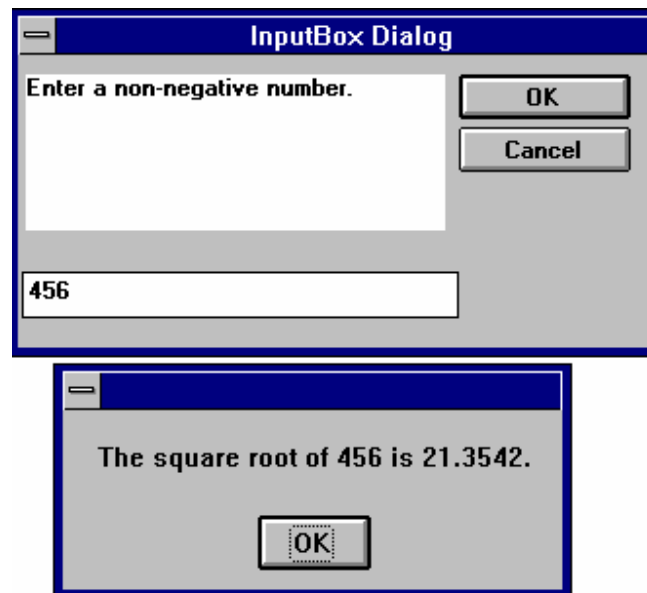 InputBox Dialog
Enter a non-negative number.
OK
Cancel
456
The square root of 456 is 21.3542.
OK